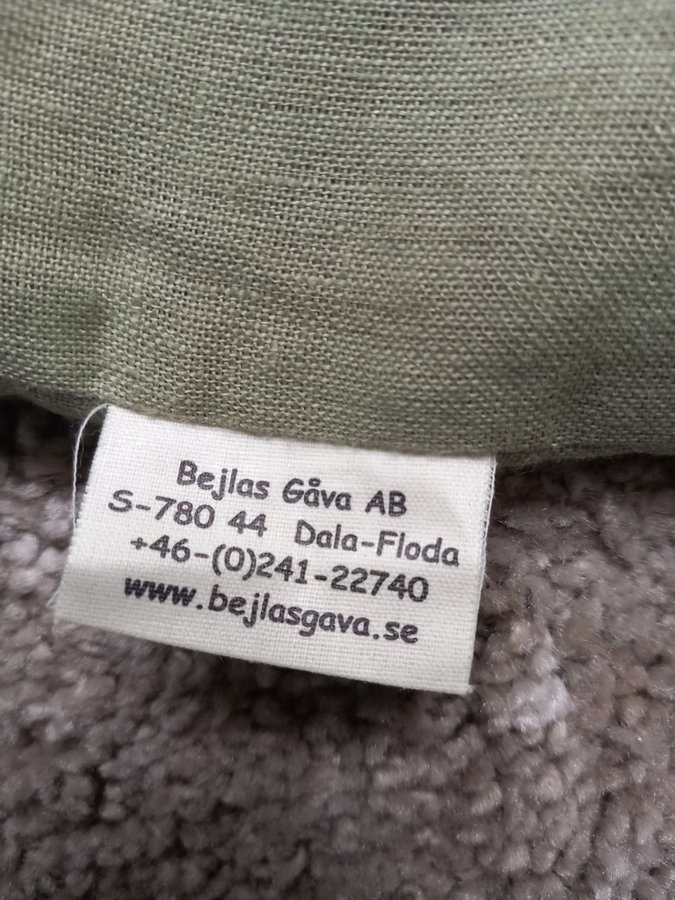 Bejlas Gåva AB
S-780 44 Dala-Floda
+46-(0)241-22740
www.bejlasgava.se